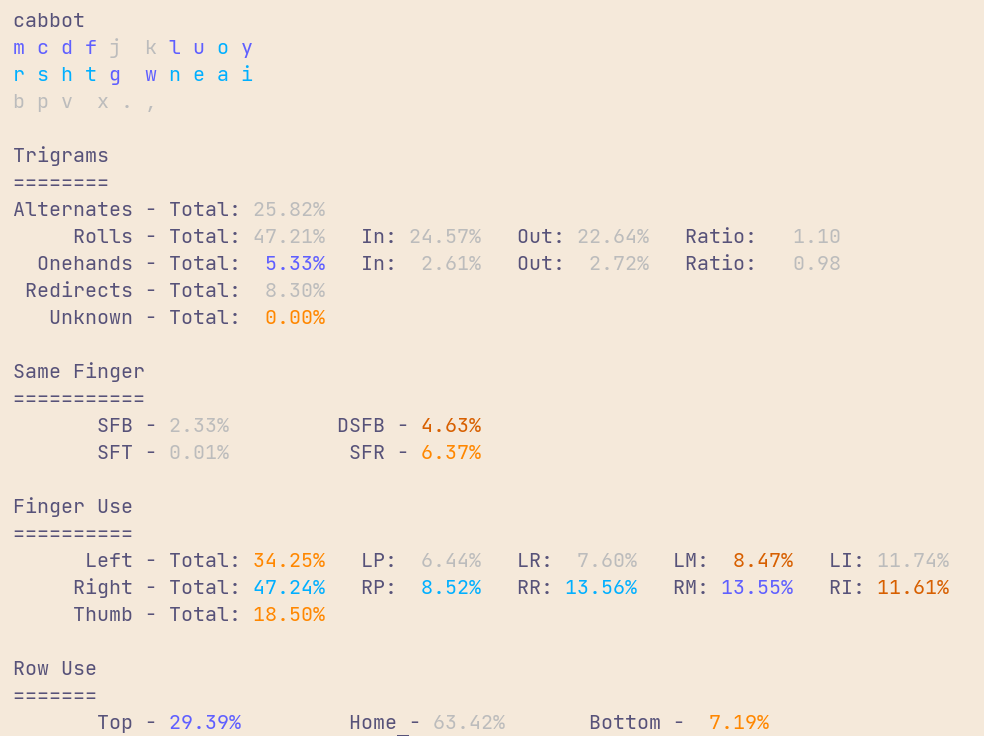 cabbot
m c d f j  k l u o y
r s h t g  w n e a i
b p v  x . ,
Trigrams
========
Alternates - Total: 25.82%
Rolls - Total: 47.21%   In: 24.57%   Out: 22.64%   Ratio:   1.10
Onehands - Total:  5.33%   In:  2.61%   Out:  2.72%   Ratio:   0.98
Redirects - Total:  8.30%
Unknown - Total:  0.00%
Same Finger
===========
SFB - 2.33%         DSFB - 4.63%
SFT - 0.01%          SFR - 6.37%
Finger Use
==========
Left - Total: 34.25%   LP:  6.44%   LR:  7.60%   LM:  8.47%   LI: 11.74%
Right - Total: 47.24%   RP:  8.52%   RR: 13.56%   RM: 13.55%   RI: 11.61%
Thumb - Total: 18.50%
Row Use
=======
Top - 29.39%         Home - 63.42%       Bottom -  7.19%